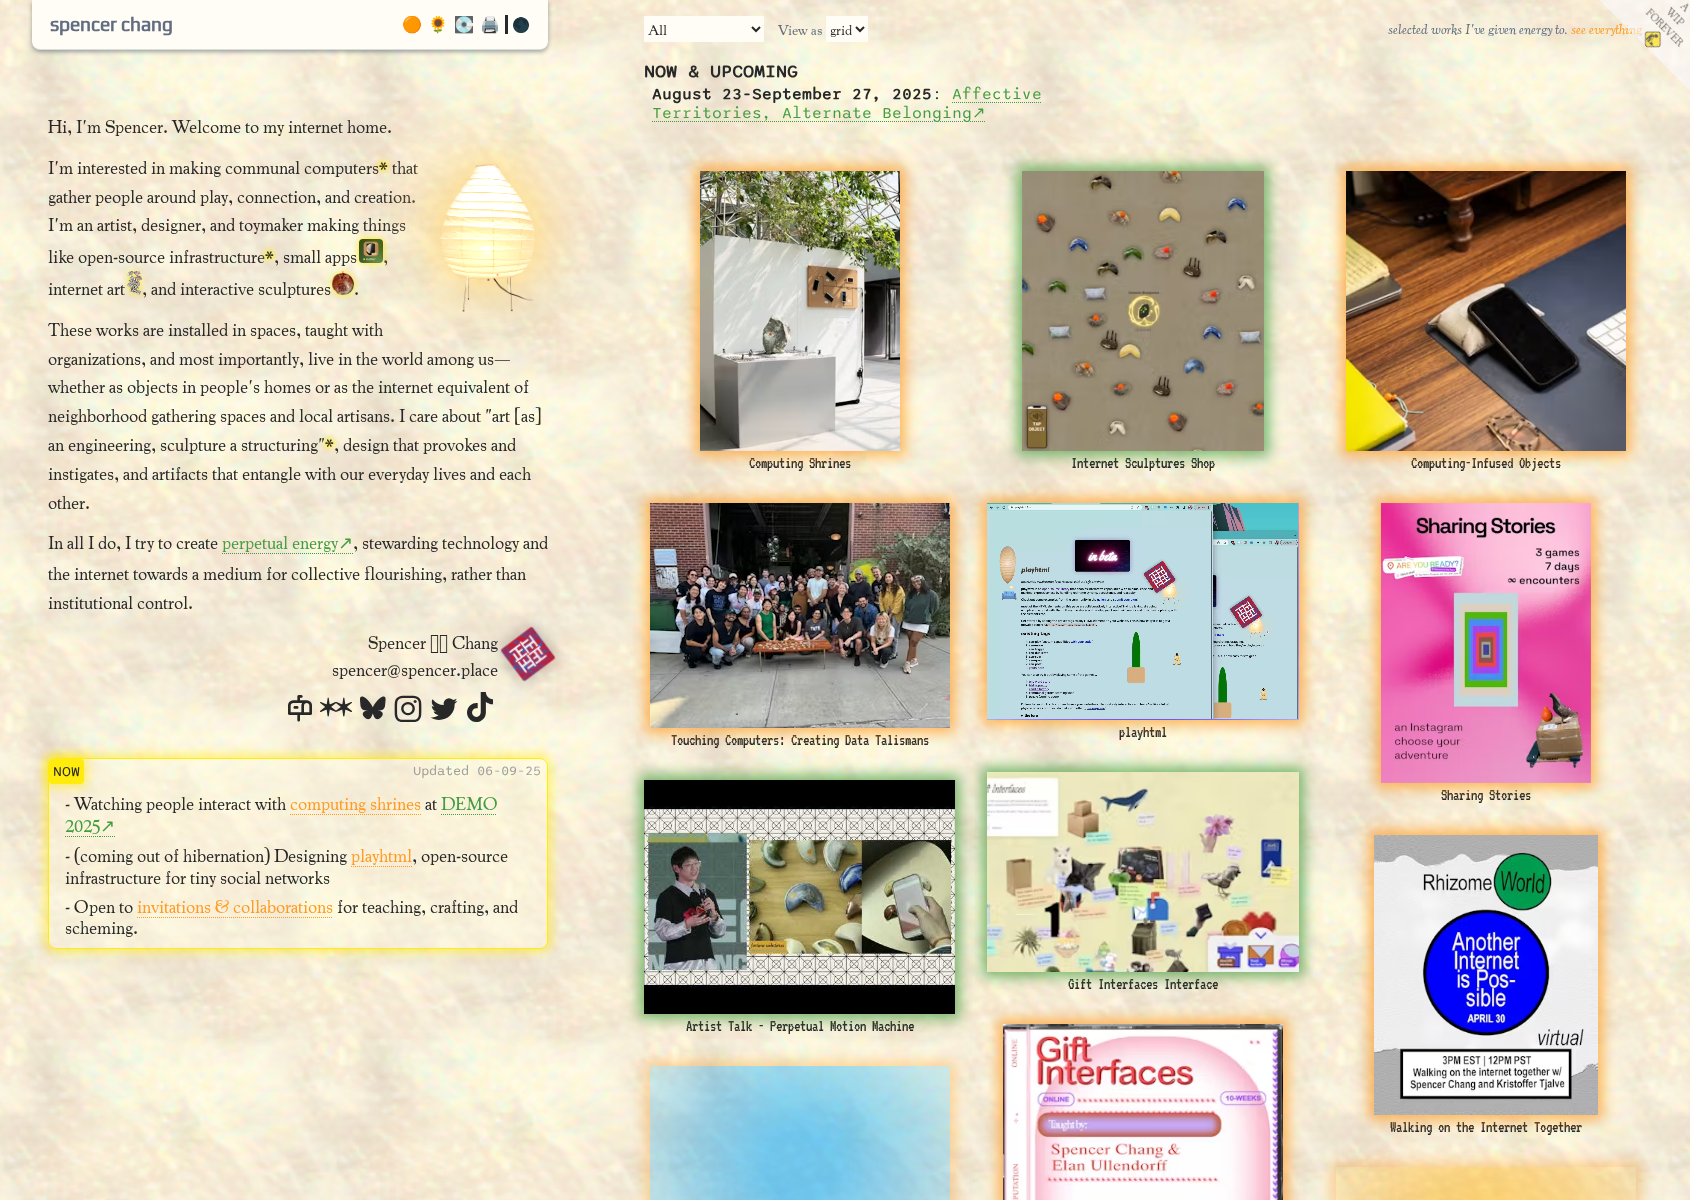 spencer chang
All
View as
grid
selected works I've given energy to. see everything
A WIP FOREVER
NOW & UPCOMING
August 23-September 27, 2025: Affective
Territories, Alternate Belonging↗
Hi, I'm Spencer. Welcome to my internet home.
I'm interested in making communal computers* that
gather people around play, connection, and creation.
I'm an artist, designer, and toymaker making things
like open-source infrastructure*, small apps,
internet art, and interactive sculptures.
These works are installed in spaces, taught with
organizations, and most importantly, live in the world among us—
whether as objects in people's homes or as the internet equivalent of
neighborhood gathering spaces and local artisans. I care about "art [as]
an engineering, sculpture a structuring"*, design that provokes and
instigates, and artifacts that entangle with our everyday lives and each
other.
In all I do, I try to create perpetual energy↗, stewarding technology and
the internet towards a medium for collective flourishing, rather than
institutional control.
Spencer Chang
spencer@spencer.place
NOW
Updated 06-09-25
- Watching people interact with computing shrines at DEMO
2025↗
- (coming out of hibernation) Designing playhtml, open-source
infrastructure for tiny social networks
- Open to invitations & collaborations for teaching, crafting, and
scheming.
Computing Shrines
TAP OBJECT
Internet Sculptures Shop
Computing-Infused Objects
Touching Computers: Creating Data Talismans
in beta
playhtml
playhtml
Sharing Stories
3 games
7 days
∞ encounters
ARE YOU READY?
an Instagram
choose your
adventure
Sharing Stories
Artist Talk - Perpetual Motion Machine
Interfaces
Gift Interfaces Interface
Rhizome World
Another
Internet
is Pos-
sible
APRIL 30
virtual
3PM EST | 12PM PST
Walking on the internet together w/
Spencer Chang and Kristoffer Tjalve
Walking on the Internet Together
ONLINE
Gift
Interfaces
ONLINE
10-WEEKS
Taught by:
Spencer Chang &
Elan Ullendorff